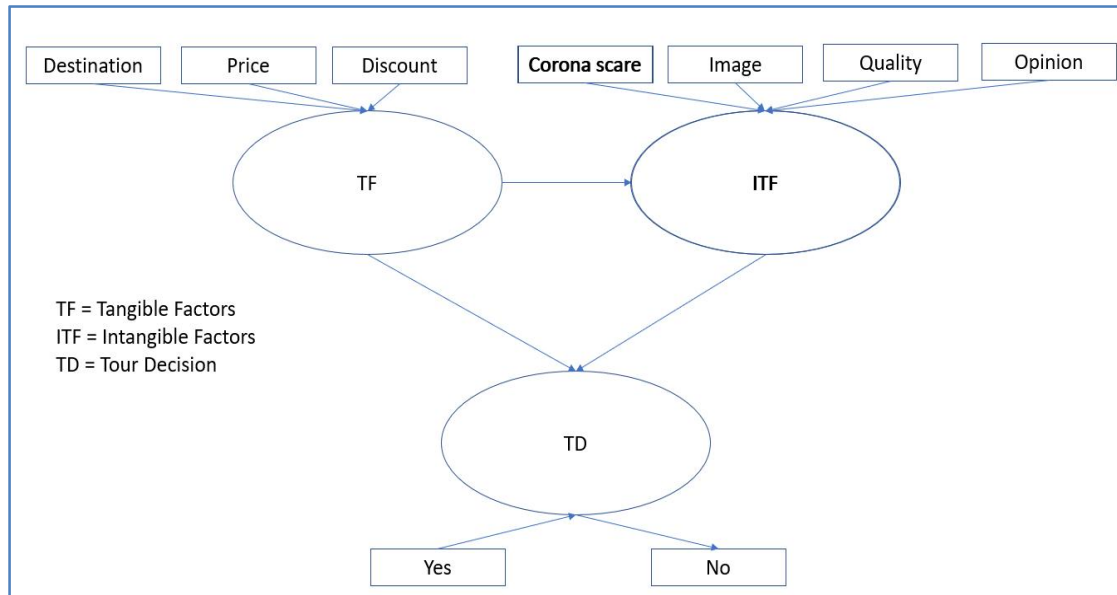 Destination
Price
Discount
Corona scare
Image
Quality
Opinion
TF
ITF
TF = Tangible Factors
ITF = Intangible Factors
TD = Tour Decision
TD
Yes
No